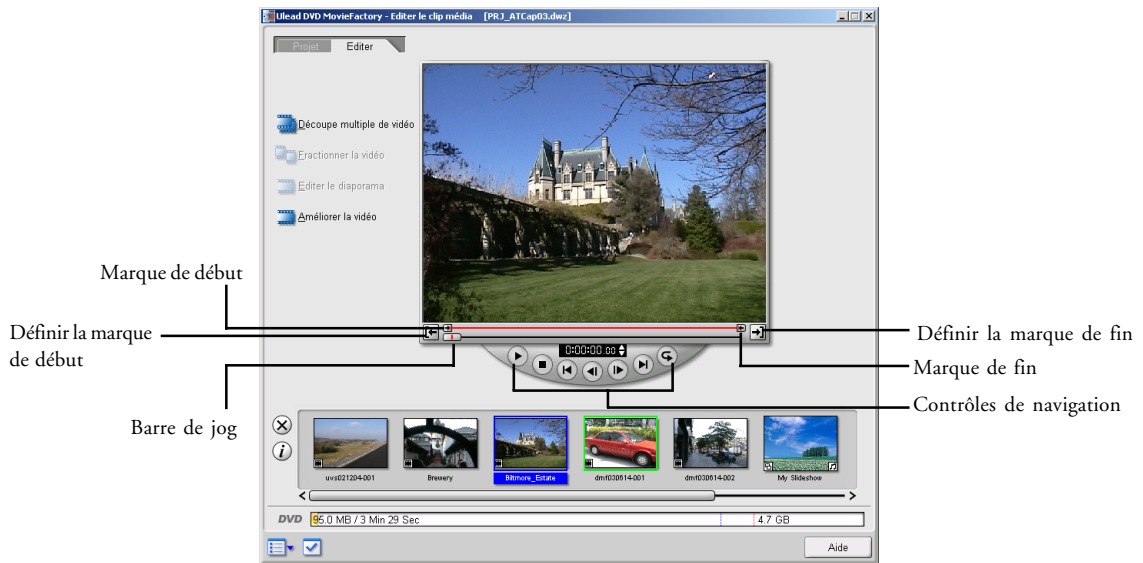 Ulead DVD MovieFactory - Editer le clip média [PRJ_ATCap03.dwz]
Projet Editer
Découpe multiple de vidéo
Fractionner la vidéo
Editer le diaporama
Améliorer la vidéo
Marque de début
Définir la marque
de début
Barre de jog
Définir la marque de fin
Marque de fin
Contrôles de navigation
0:00:00.00
uvs021204-001 Brewery Biltmore_Estate dmf030614-001 dmf030614-002 My Slideshow
DVD 95.0 MB / 3 Min 29 Sec 4.7 GB
Aide